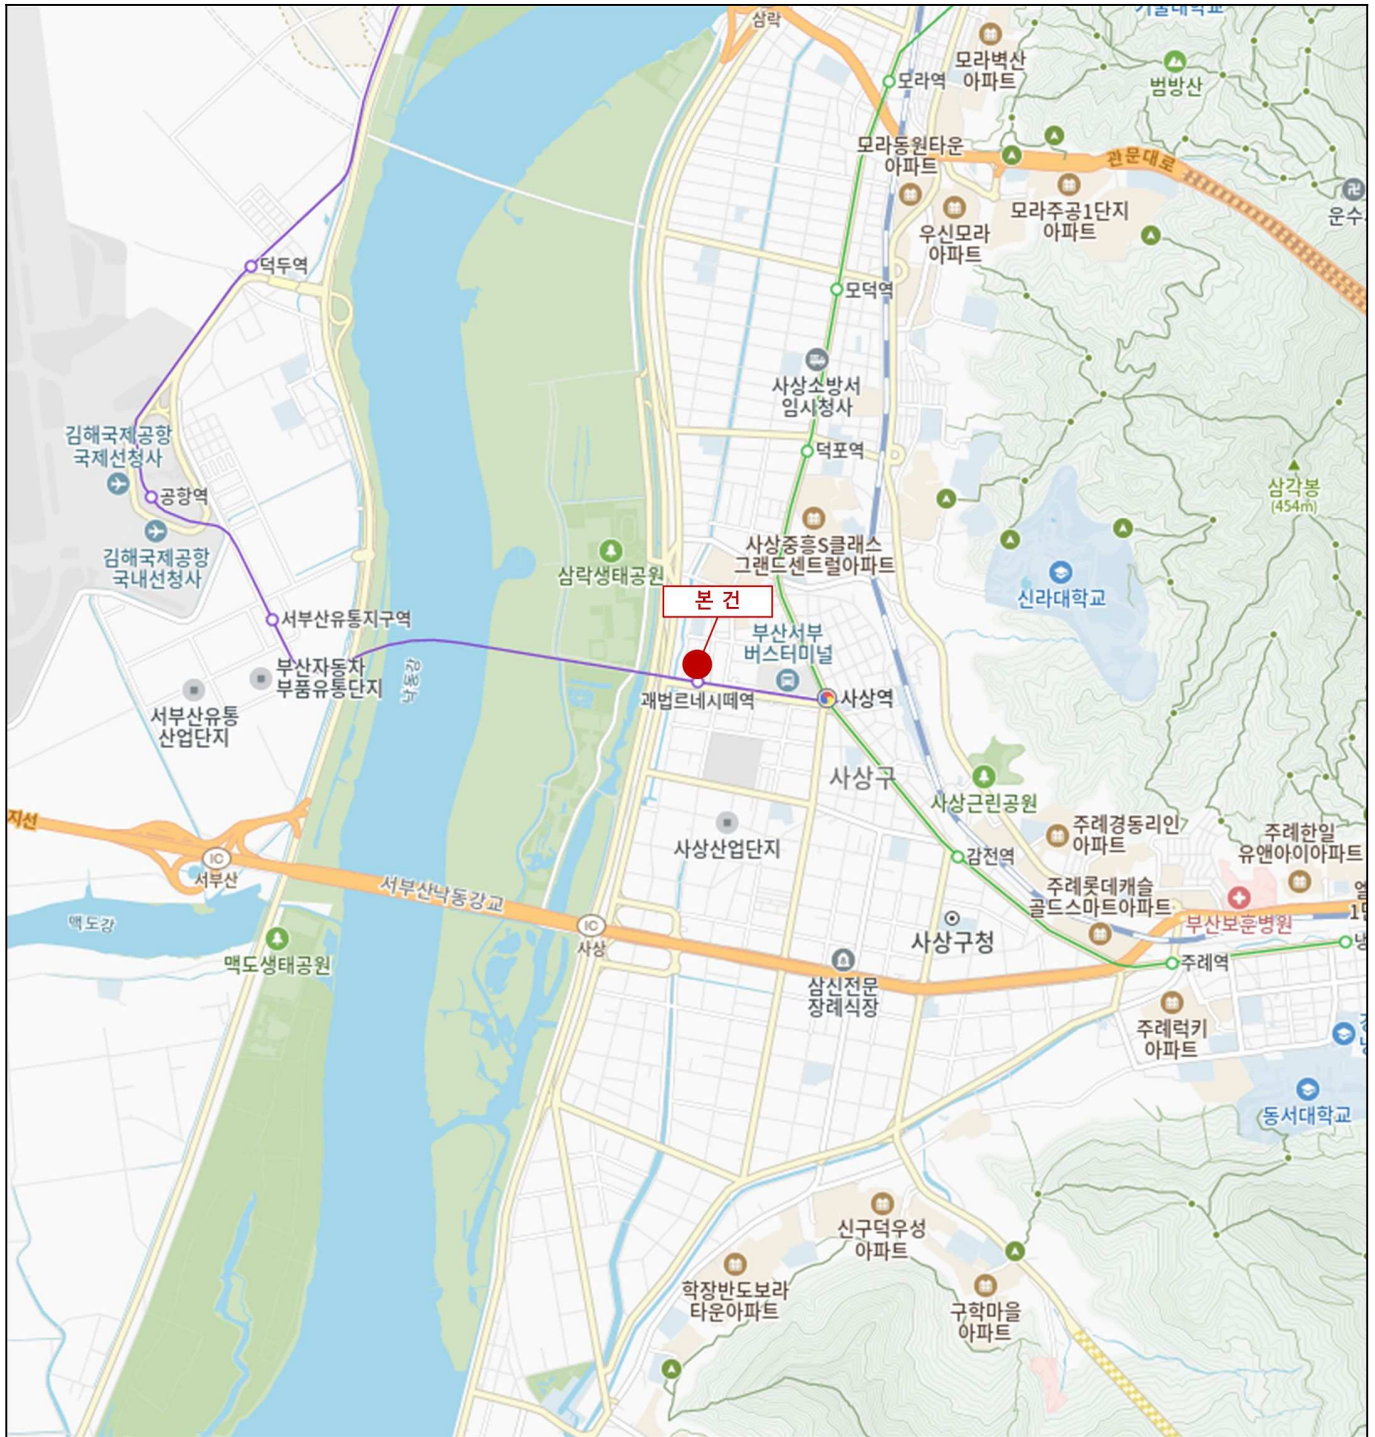 삼락
모라역
모라벽산
아파트
범방산
모라동원타운
아파트
관문대로
모라주공1단지
아파트
우신모라
아파트
운수
덕두역
모덕역
사상소방서
임시청사
김해국제공항
국제선청사
덕포역
공항역
삼각봉
(454m)
김해국제공항
국내선청사
사상중흥S클래스
그랜드센트럴아파트
삼락생태공원
신라대학교
본 건
서부산유통지구역
부산서부
버스터미널
부산자동차
부품유통단지
낙동강
괘법르네시떼역
사상역
서부산유통
산업단지
사상구
사상근린공원
지선
사상산업단지
주례경동리인
아파트
주례한일
유앤아이아파트
감전역
IC
서부산
서부산낙동강교
주례롯데캐슬
골드스마트아파트
맥도강
IC
사상
사상구청
부산보훈병원
맥도생태공원
삼신전문
장례식장
주례역
냉
주례럭키
아파트
동서대학교
신구덕우성
아파트
학장반도보라
타운아파트
구학마을
아파트